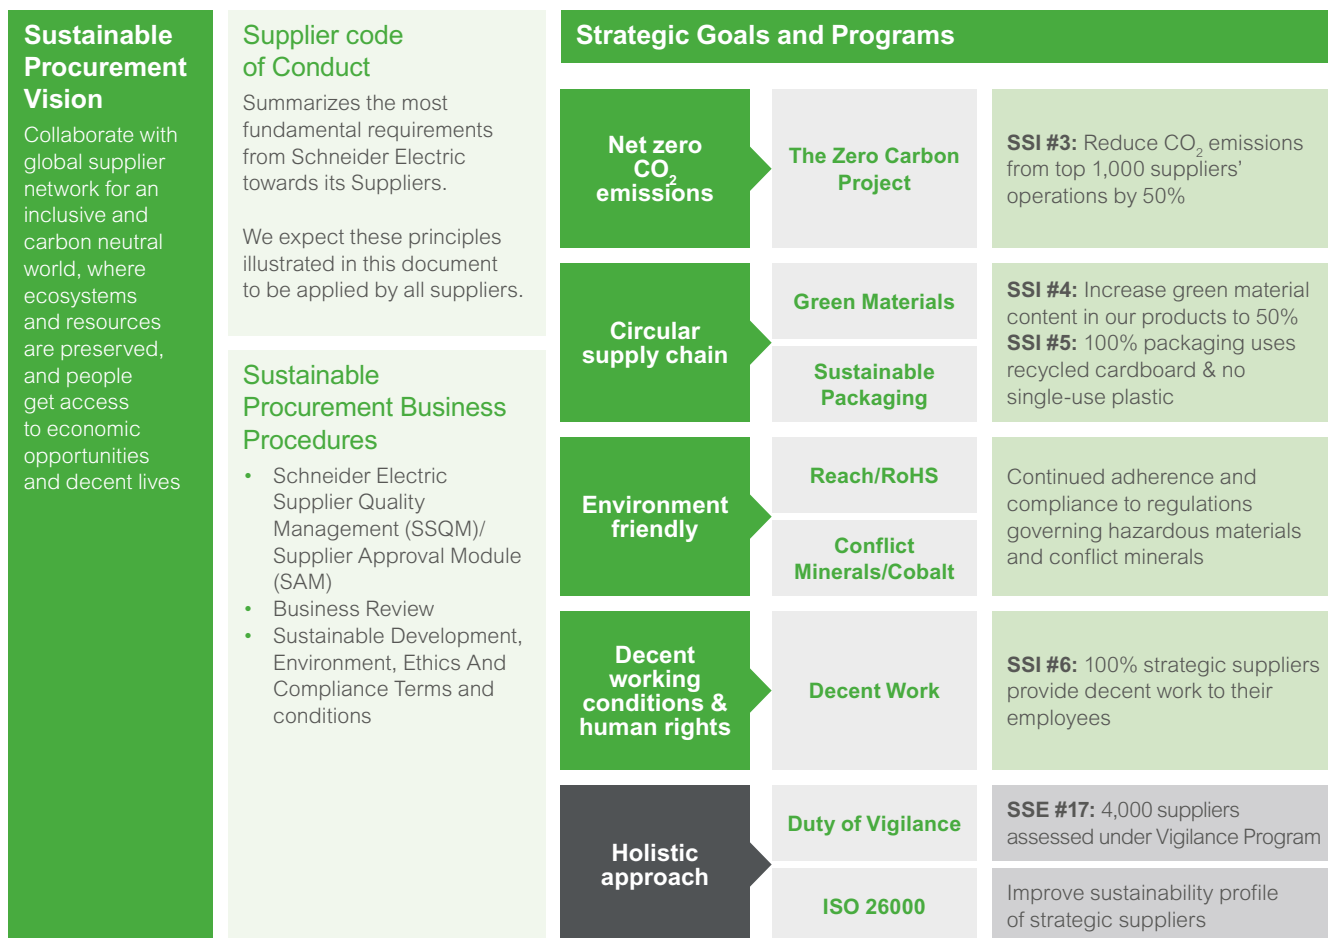 Sustainable
Procurement
Vision
Collaborate with
global supplier
network for an
inclusive and
carbon neutral
world, where
ecosystems
and resources
are preserved,
and people
get access
to economic
opportunities
and decent lives
Supplier code
of Conduct
Summarizes the most
fundamental requirements
from Schneider Electric
towards its Suppliers.
We expect these principles
illustrated in this document
to be applied by all suppliers.
Sustainable
Procurement Business
Procedures
• Schneider Electric
Supplier Quality
Management (SSQM)/
Supplier Approval Module
(SAM)
• Business Review
• Sustainable Development,
Environment, Ethics And
Compliance Terms and
conditions
Strategic Goals and Programs
Net zero
CO₂
emissions
The Zero Carbon
Project
SSI #3: Reduce CO₂ emissions
from top 1,000 suppliers’
operations by 50%
Circular
supply chain
Green Materials
Sustainable
Packaging
SSI #4: Increase green material
content in our products to 50%
SSI #5: 100% packaging uses
recycled cardboard & no
single-use plastic
Environment
friendly
Reach/RoHS
Conflict
Minerals/Cobalt
Continued adherence and
compliance to regulations
governing hazardous materials
and conflict minerals
Decent
working
conditions &
human rights
Decent Work
SSI #6: 100% strategic suppliers
provide decent work to their
employees
Holistic
approach
Duty of Vigilance
SSE #17: 4,000 suppliers
assessed under Vigilance Program
ISO 26000
Improve sustainability profile
of strategic suppliers